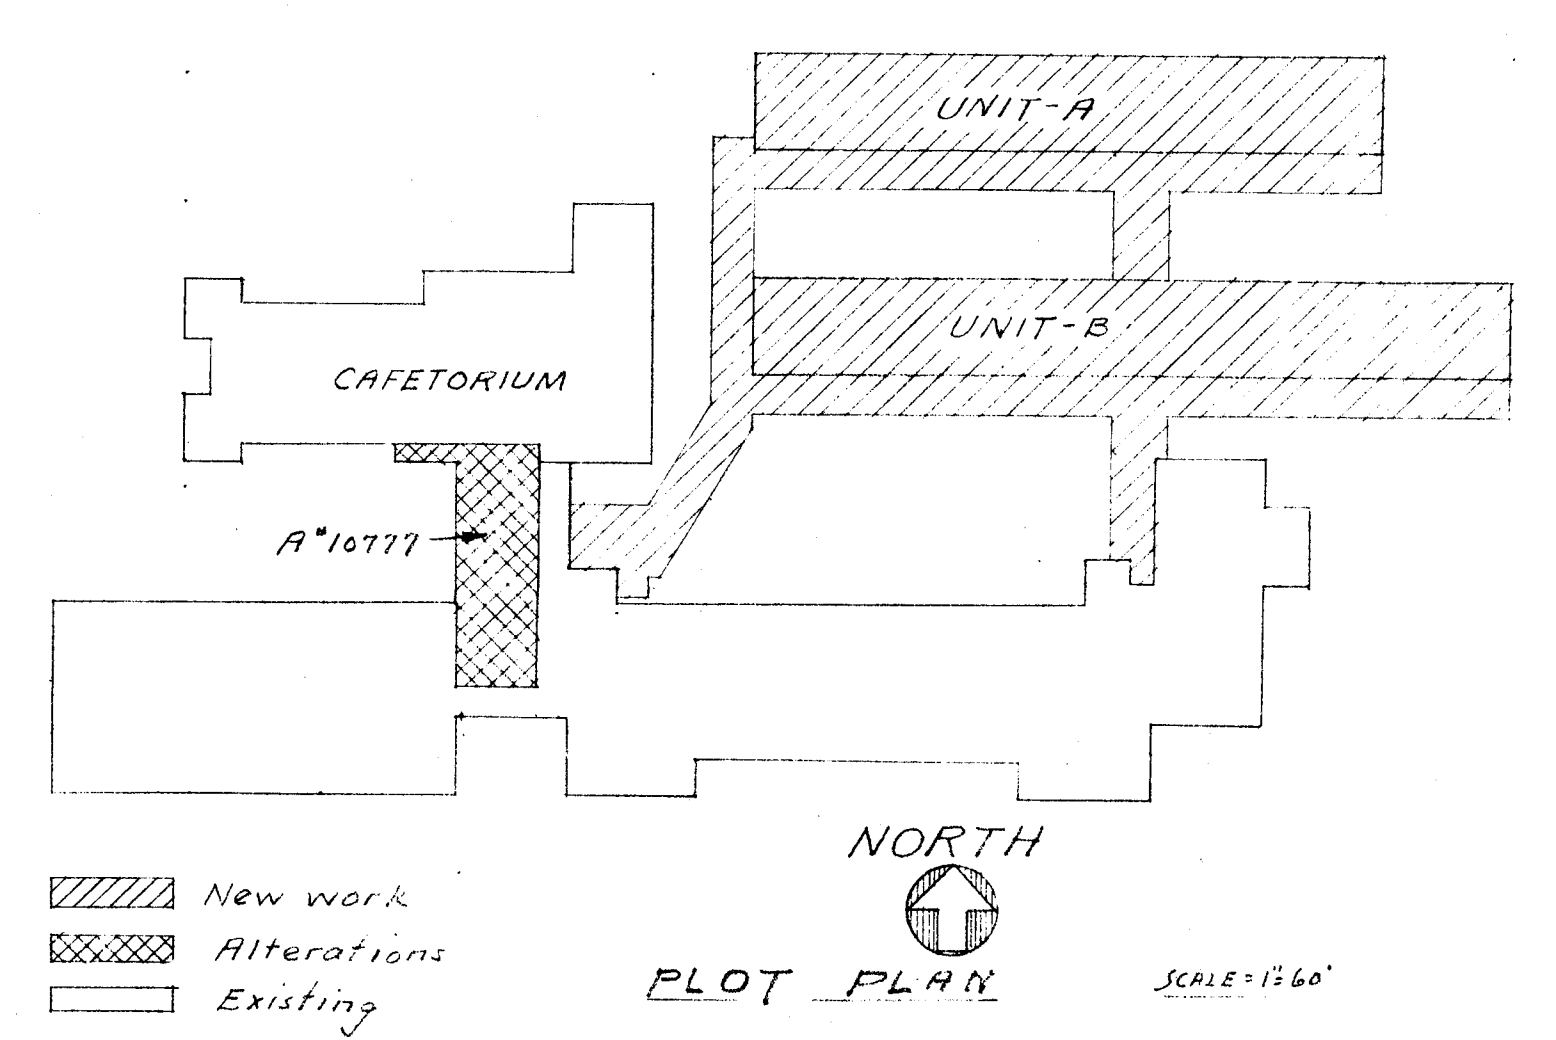 UNIT-A
UNIT-B
CAFETORIUM
A#10777
NORTH
New work
Alterations
Existing
PLOT PLAN
SCALE = 1"= 60'